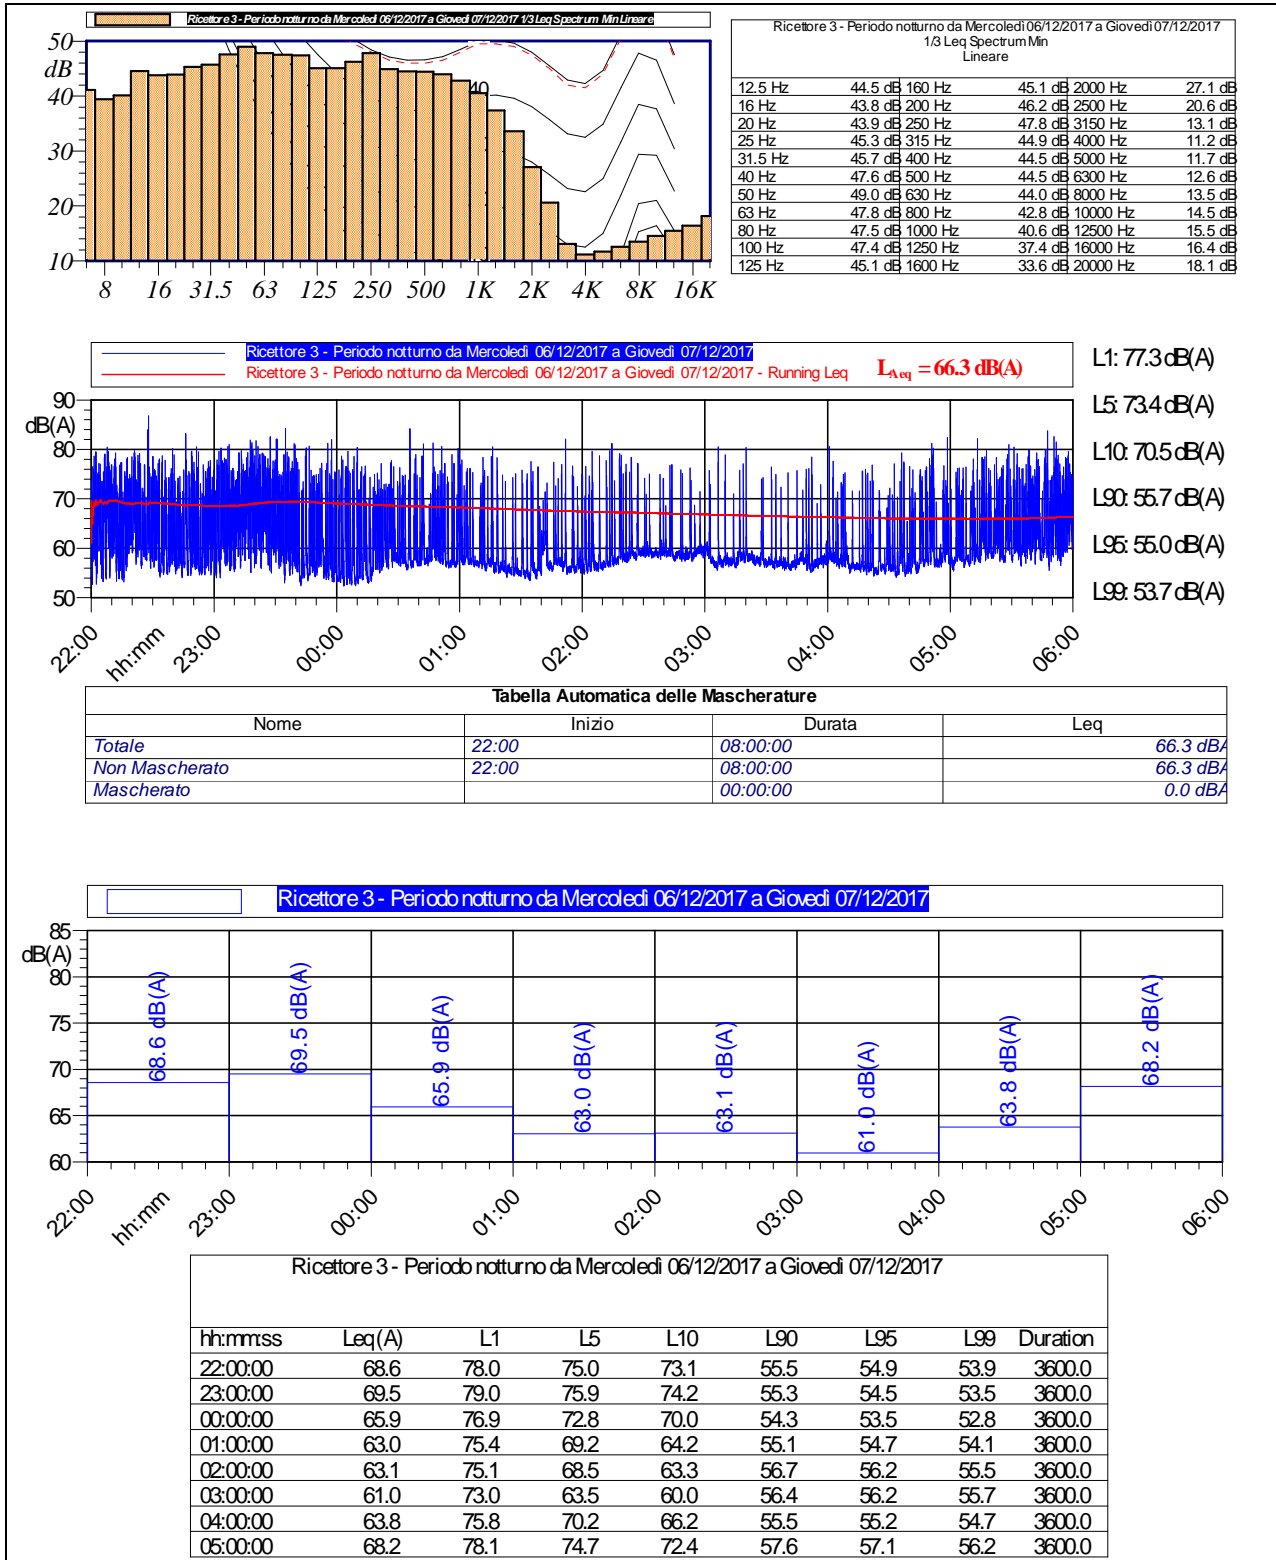 Ricettore 3 - Periodo notturno da Mercoledì 06/12/2017 a Giovedì 07/12/2017 1/3 Leq Spectrum Min Lineare
50
dB
40
30
20
10
40
8 16 31.5 63 125 250 500 1K 2K 4K 8K 16K
Ricettore 3 - Periodo notturno da Mercoledì 06/12/2017 a Giovedì 07/12/2017
1/3 Leq Spectrum Min
Lineare
12.5 Hz 44.5 dB 160 Hz 45.1 dB 2000 Hz 27.1 dB
16 Hz 43.8 dB 200 Hz 46.2 dB 2500 Hz 20.6 dB
20 Hz 43.9 dB 250 Hz 47.8 dB 3150 Hz 13.1 dB
25 Hz 45.3 dB 315 Hz 44.9 dB 4000 Hz 11.2 dB
31.5 Hz 45.7 dB 400 Hz 44.5 dB 5000 Hz 11.7 dB
40 Hz 47.6 dB 500 Hz 44.5 dB 6300 Hz 12.6 dB
50 Hz 49.0 dB 630 Hz 44.0 dB 8000 Hz 13.5 dB
63 Hz 47.8 dB 800 Hz 42.8 dB 10000 Hz 14.5 dB
80 Hz 47.5 dB 1000 Hz 40.6 dB 12500 Hz 15.5 dB
100 Hz 47.4 dB 1250 Hz 37.4 dB 16000 Hz 16.4 dB
125 Hz 45.1 dB 1600 Hz 33.6 dB 20000 Hz 18.1 dB
Ricettore 3 - Periodo notturno da Mercoledì 06/12/2017 a Giovedì 07/12/2017
Ricettore 3 - Periodo notturno da Mercoledì 06/12/2017 a Giovedì 07/12/2017 - Running Leq LAeq = 66.3 dB(A)
L1: 77.3 dB(A)
L5: 73.4 dB(A)
L10: 70.5 dB(A)
L90: 55.7 dB(A)
L95: 55.0 dB(A)
L99: 53.7 dB(A)
90
dB(A)
80
70
60
50
22:00 hh:mm 23:00 00:00 01:00 02:00 03:00 04:00 05:00 06:00
Tabella Automatica delle Mascherature
Nome Inizio Durata Leq
Totale 22:00 08:00:00 66.3 dBA
Non Mascherato 22:00 08:00:00 66.3 dBA
Mascherato 00:00:00 0.0 dBA
Ricettore 3 - Periodo notturno da Mercoledì 06/12/2017 a Giovedì 07/12/2017
85
dB(A)
80
75
70
65
60
68.6 dB(A) 69.5 dB(A) 65.9 dB(A) 63.0 dB(A) 63.1 dB(A) 61.0 dB(A) 63.8 dB(A) 68.2 dB(A)
22:00 hh:mm 23:00 00:00 01:00 02:00 03:00 04:00 05:00 06:00
Ricettore 3 - Periodo notturno da Mercoledì 06/12/2017 a Giovedì 07/12/2017
hh:mm:ss Leq(A) L1 L5 L10 L90 L95 L99 Duration
22:00:00 68.6 78.0 75.0 73.1 55.5 54.9 53.9 3600.0
23:00:00 69.5 79.0 75.9 74.2 55.3 54.5 53.5 3600.0
00:00:00 65.9 76.9 72.8 70.0 54.3 53.5 52.8 3600.0
01:00:00 63.0 75.4 69.2 64.2 55.1 54.7 54.1 3600.0
02:00:00 63.1 75.1 68.5 63.3 56.7 56.2 55.5 3600.0
03:00:00 61.0 73.0 63.5 60.0 56.4 56.2 55.7 3600.0
04:00:00 63.8 75.8 70.2 66.2 55.5 55.2 54.7 3600.0
05:00:00 68.2 78.1 74.7 72.4 57.6 57.1 56.2 3600.0